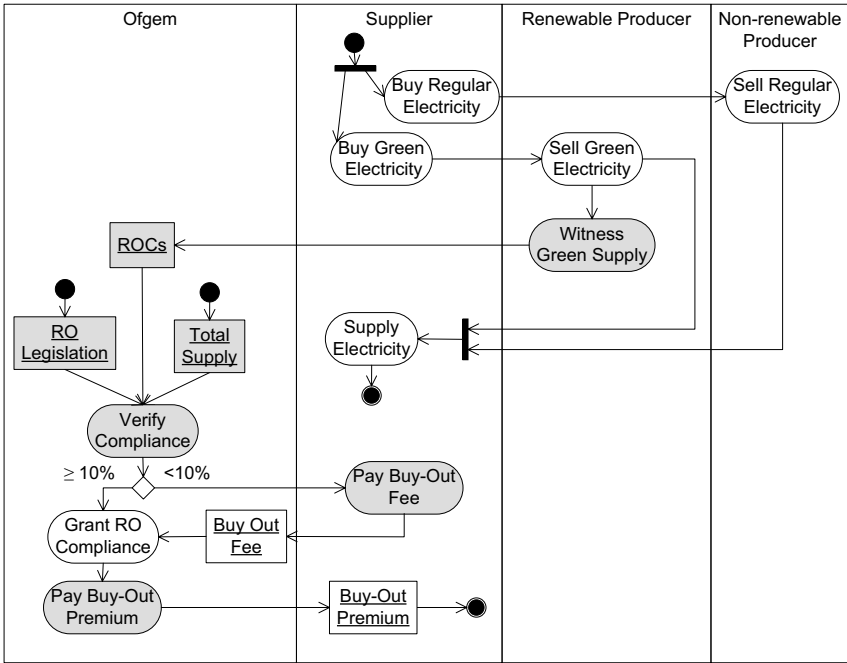 Ofgem
Supplier
Renewable Producer
Non-renewable
Producer
Buy Regular
Electricity
Sell Regular
Electricity
Buy Green
Electricity
Sell Green
Electricity
ROCs
Witness
Green Supply
RO
Legislation
Total
Supply
Supply
Electricity
Verify
Compliance
≥ 10%
<10%
Pay Buy-Out
Fee
Grant RO
Compliance
Buy Out
Fee
Pay Buy-Out
Premium
Buy-Out
Premium